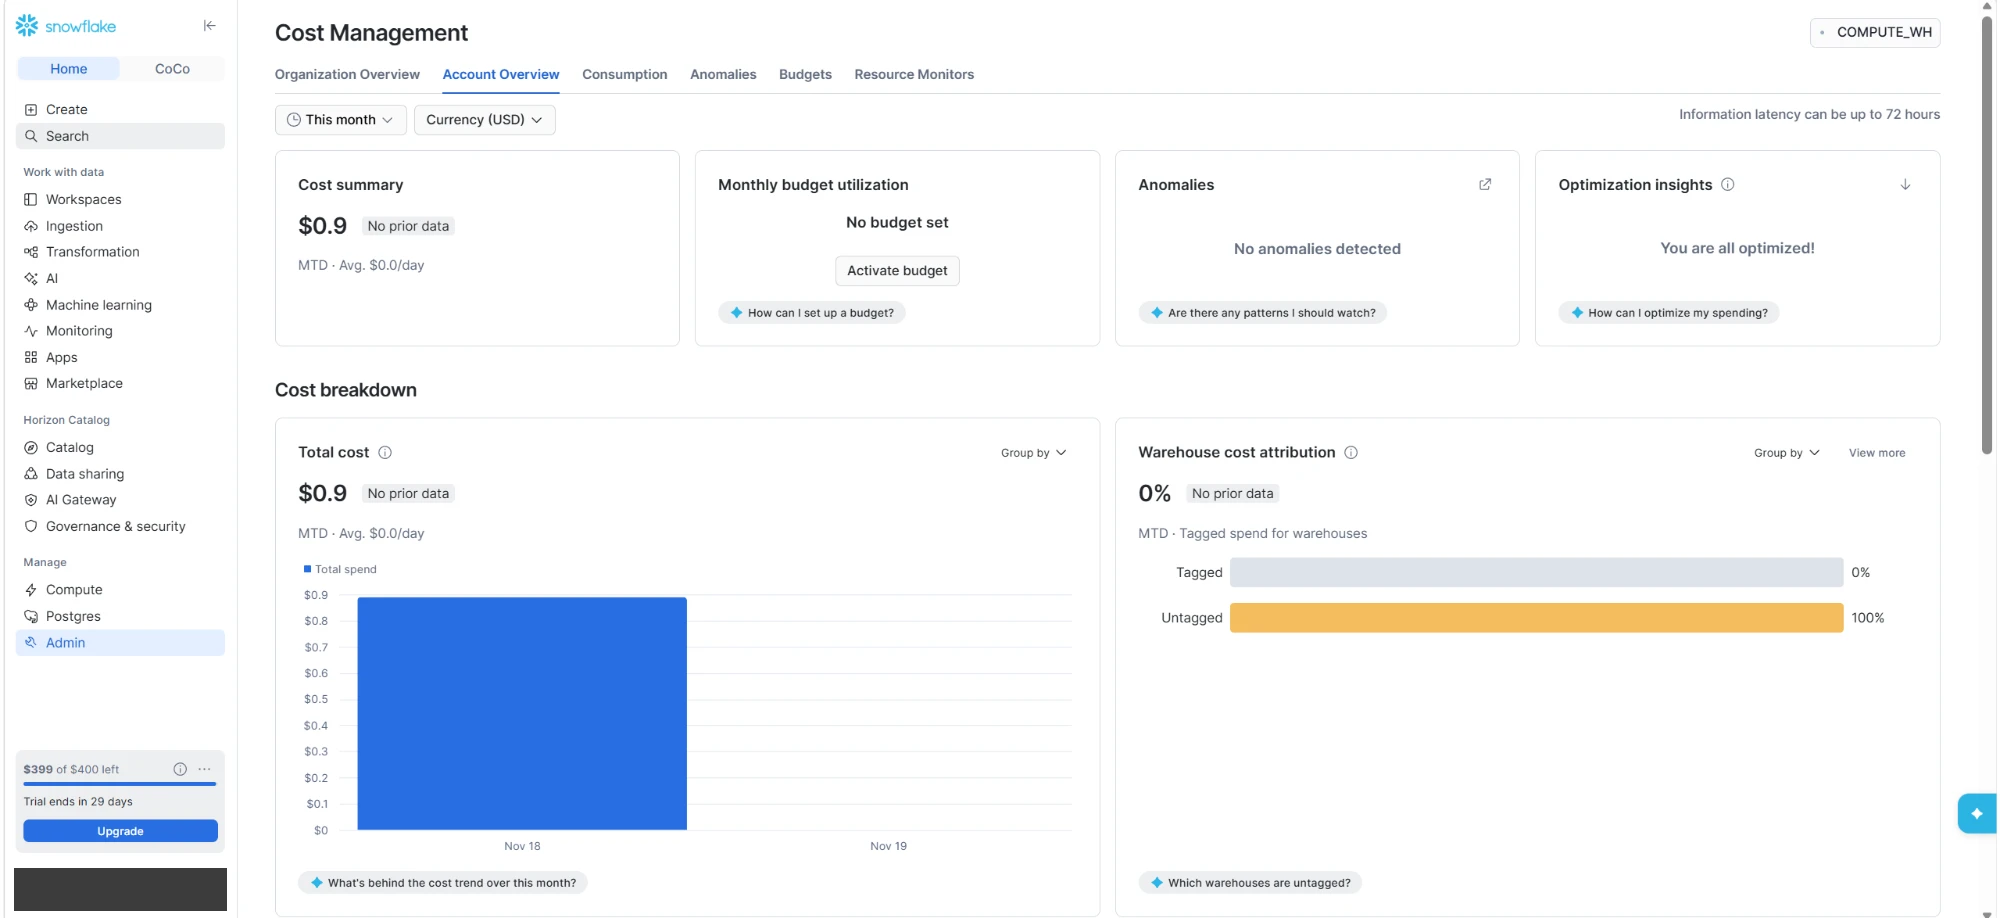 snowflake
Home
CoCo
Create
Search
Work with data
Workspaces
Ingestion
Transformation
AI
Machine learning
Monitoring
Apps
Marketplace
Horizon Catalog
Catalog
Data sharing
AI Gateway
Governance & security
Manage
Compute
Postgres
Admin
$399 of $400 left
Trial ends in 29 days
Upgrade
Cost Management
COMPUTE_WH
Organization Overview
Account Overview
Consumption
Anomalies
Budgets
Resource Monitors
This month
Currency (USD)
Information latency can be up to 72 hours
Cost summary
$0.9 No prior data
MTD · Avg. $0.0/day
Monthly budget utilization
No budget set
Activate budget
How can I set up a budget?
Anomalies
No anomalies detected
Are there any patterns I should watch?
Optimization insights
You are all optimized!
How can I optimize my spending?
Cost breakdown
Total cost
Group by
$0.9 No prior data
MTD · Avg. $0.0/day
Total spend
$0.9
$0.8
$0.7
$0.6
$0.5
$0.4
$0.3
$0.2
$0.1
$0
Nov 18
Nov 19
What's behind the cost trend over this month?
Warehouse cost attribution
Group by
View more
0% No prior data
MTD · Tagged spend for warehouses
Tagged 0%
Untagged 100%
Which warehouses are untagged?